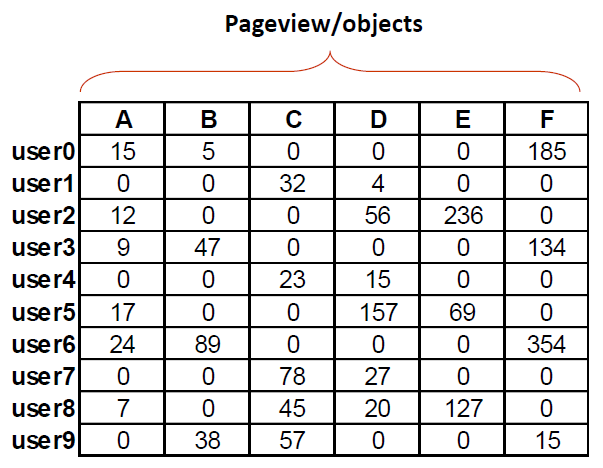 Pageview/objects
A B C D E F
user0 15 5 0 0 0 185
user1 0 0 32 4 0 0
user2 12 0 0 56 236 0
user3 9 47 0 0 0 134
user4 0 0 23 15 0 0
user5 17 0 0 157 69 0
user6 24 89 0 0 0 354
user7 0 0 78 27 0 0
user8 7 0 45 20 127 0
user9 0 38 57 0 0 15